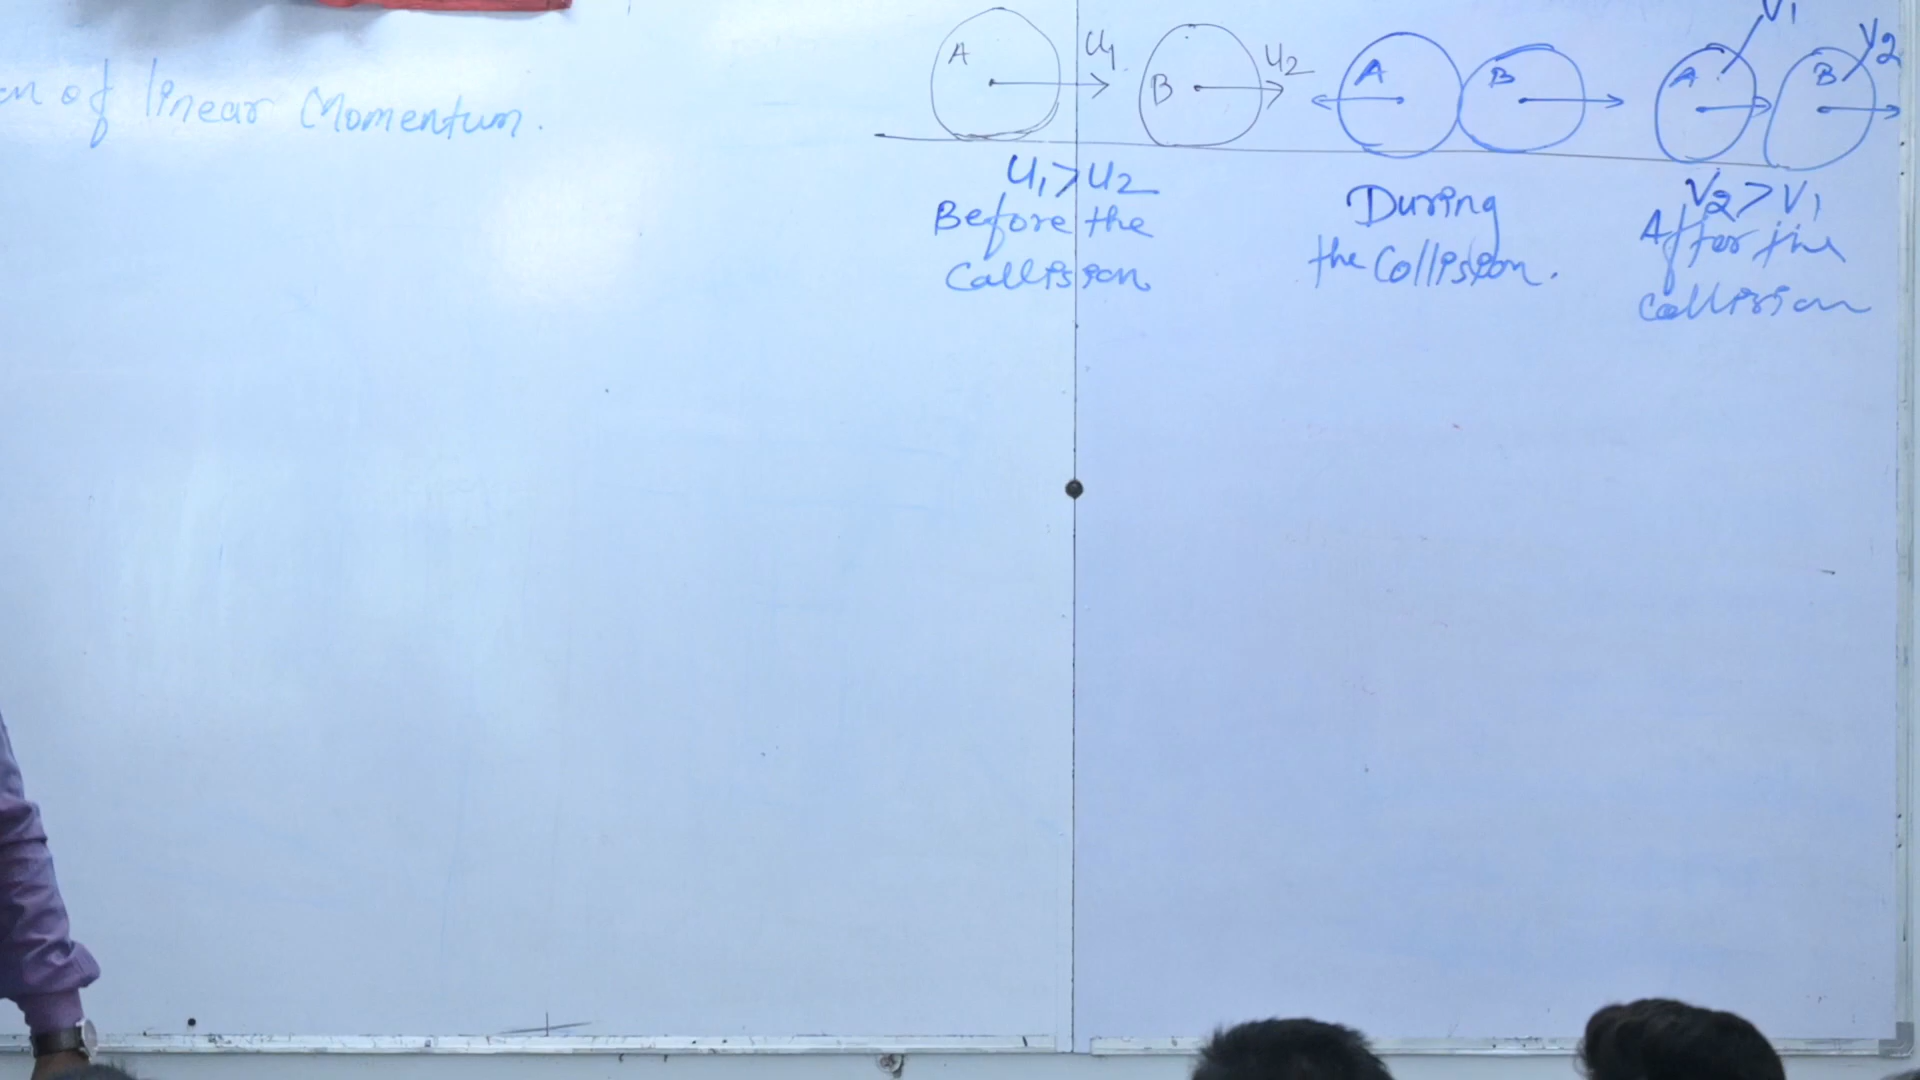 of linear Momentum.
A U1
B U2
A B
A V1 B V2
U1 > U2
Before the
Collision
During
the Collision.
V2 > V1
After the
Collision